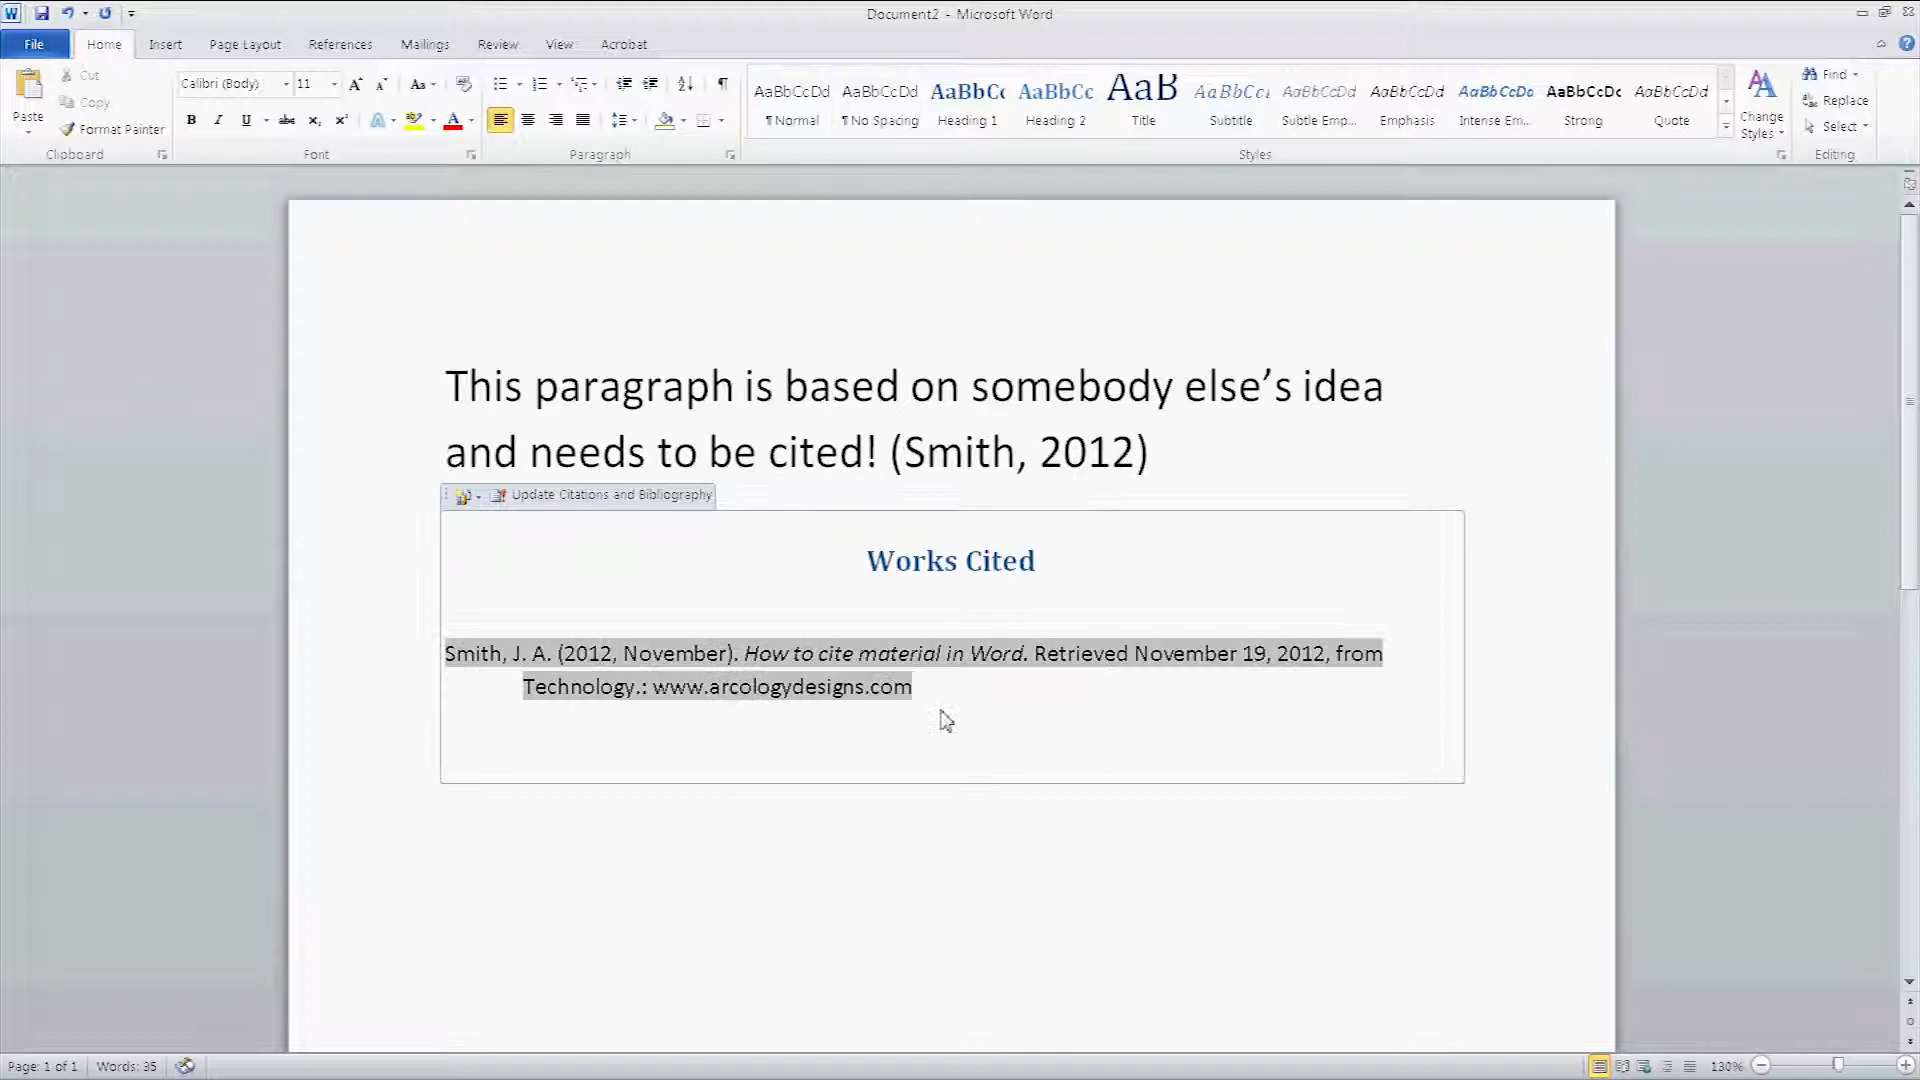 Document2 - Microsoft Word
File Home Insert Page Layout References Mailings Review View Acrobat
Paste
Cut
Copy
Format Painter
Clipboard
Calibri (Body) 11
Font
Paragraph
AaBbCcDd AaBbCcDd AaBbC AaBbCc AaB AaBbCc AaBbCcDd AaBbCcDd AaBbCcDd AaBbCcDc AaBbCcDd
¶ Normal ¶ No Spacing Heading 1 Heading 2 Title Subtitle Subtle Emp... Emphasis Intense Em... Strong Quote
Styles
Change
Styles
Find
Replace
Select
Editing
This paragraph is based on somebody else’s idea
and needs to be cited! (Smith, 2012)
Update Citations and Bibliography
Works Cited
Smith, J. A. (2012, November). How to cite material in Word. Retrieved November 19, 2012, from
Technology.: www.arcologydesigns.com
Page: 1 of 1 Words: 35 130%